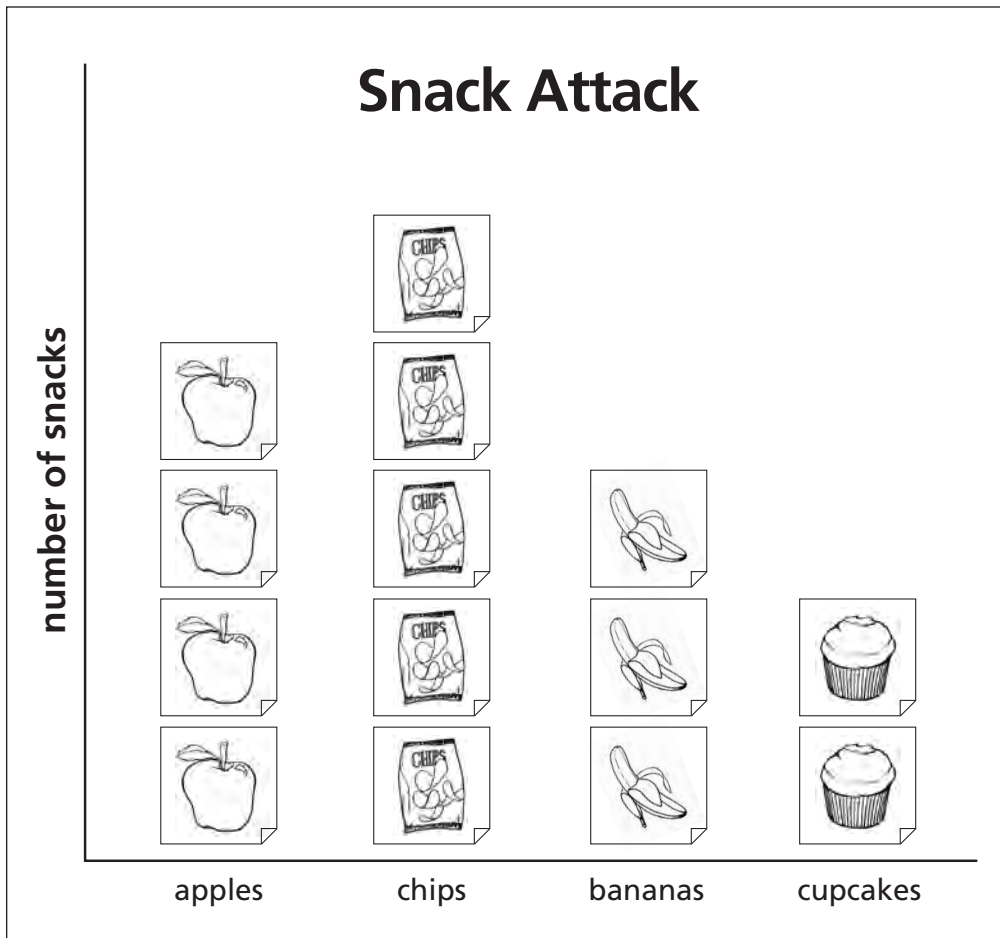 Snack Attack
number of snacks
CHIPS
CHIPS
CHIPS
CHIPS
CHIPS
apples
chips
bananas
cupcakes